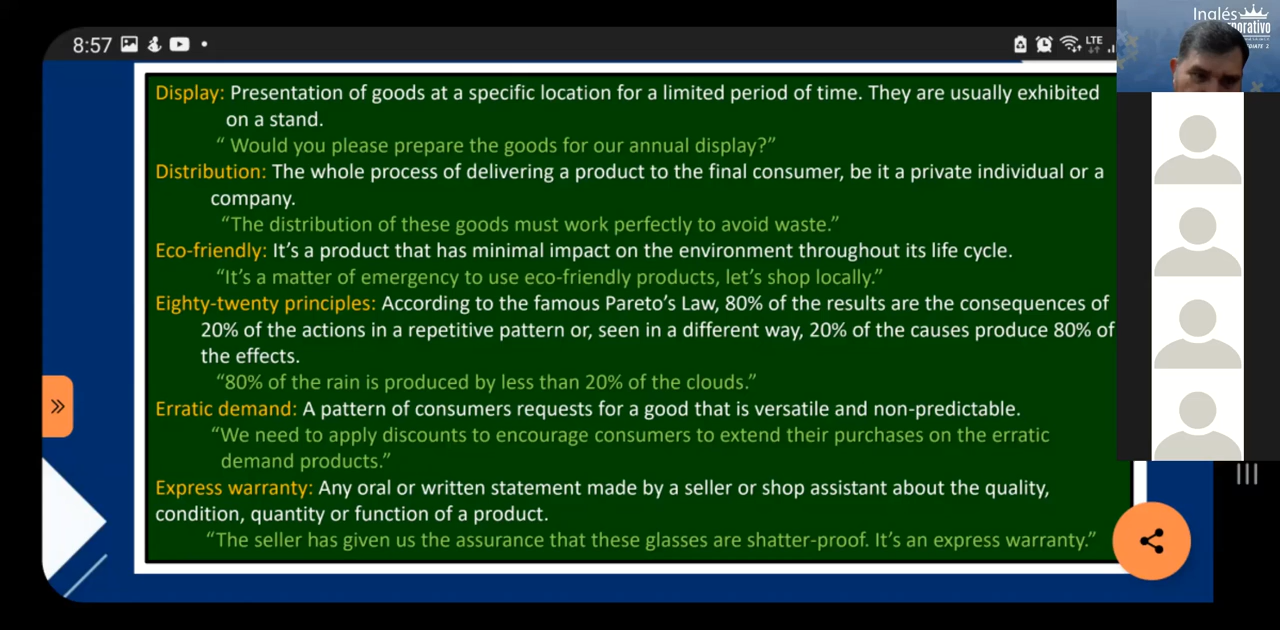 8:57
LTE
Inglés
Display: Presentation of goods at a specific location for a limited period of time. They are usually exhibited
on a stand.
“ Would you please prepare the goods for our annual display?”
Distribution: The whole process of delivering a product to the final consumer, be it a private individual or a
company.
“The distribution of these goods must work perfectly to avoid waste.”
Eco-friendly: It’s a product that has minimal impact on the environment throughout its life cycle.
“It’s a matter of emergency to use eco-friendly products, let’s shop locally.”
Eighty-twenty principles: According to the famous Pareto’s Law, 80% of the results are the consequences of
20% of the actions in a repetitive pattern or, seen in a different way, 20% of the causes produce 80% of
the effects.
“80% of the rain is produced by less than 20% of the clouds.”
Erratic demand: A pattern of consumers requests for a good that is versatile and non-predictable.
“We need to apply discounts to encourage consumers to extend their purchases on the erratic
demand products.”
Express warranty: Any oral or written statement made by a seller or shop assistant about the quality,
condition, quantity or function of a product.
“The seller has given us the assurance that these glasses are shatter-proof. It’s an express warranty.”